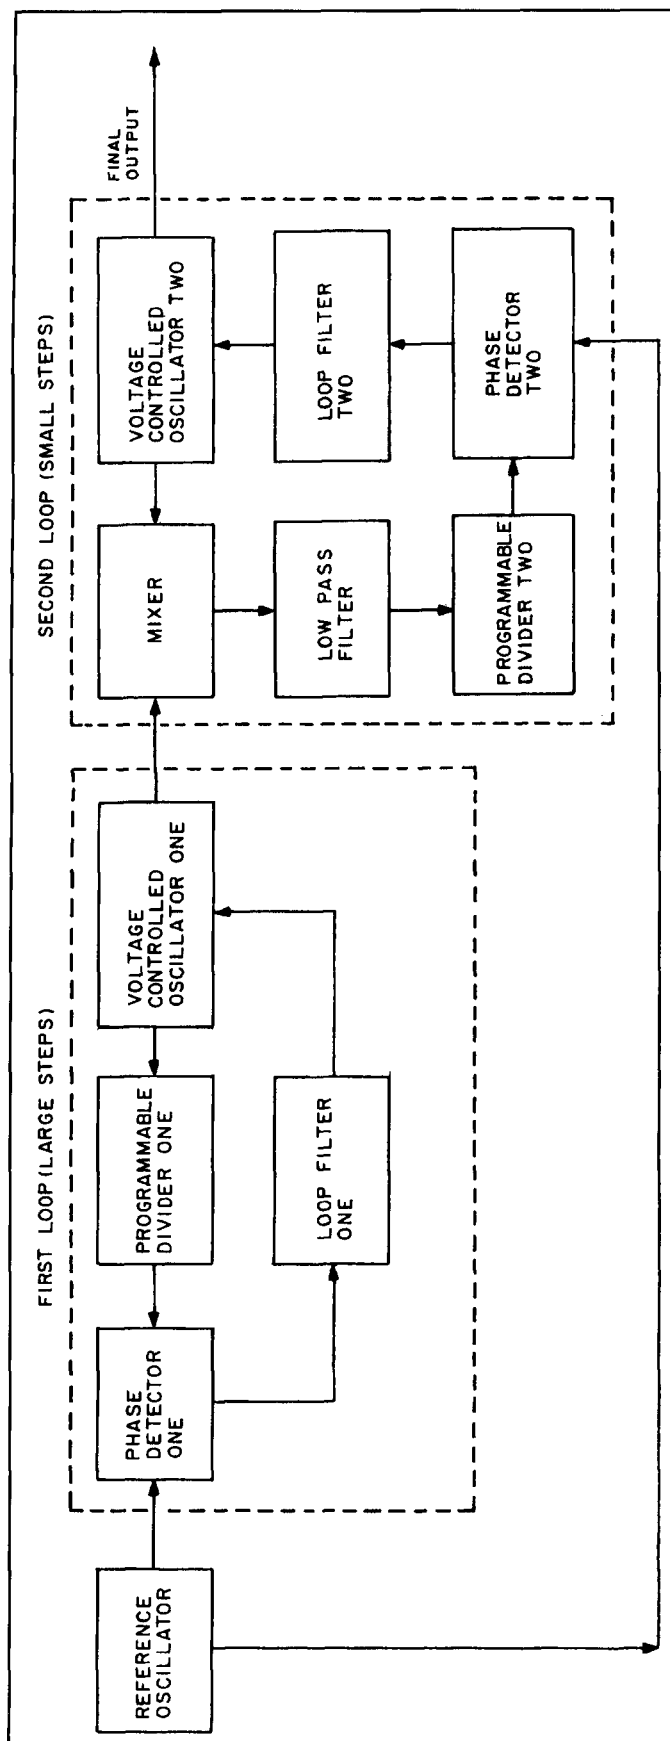 FIRST LOOP (LARGE STEPS)
SECOND LOOP (SMALL STEPS)
REFERENCE
OSCILLATOR
PHASE
DETECTOR
ONE
PROGRAMMABLE
DIVIDER ONE
VOLTAGE
CONTROLLED
OSCILLATOR ONE
LOOP FILTER
ONE
MIXER
VOLTAGE
CONTROLLED
OSCILLATOR TWO
FINAL
OUTPUT
LOW PASS
FILTER
LOOP FILTER
TWO
PROGRAMMABLE
DIVIDER TWO
PHASE
DETECTOR
TWO